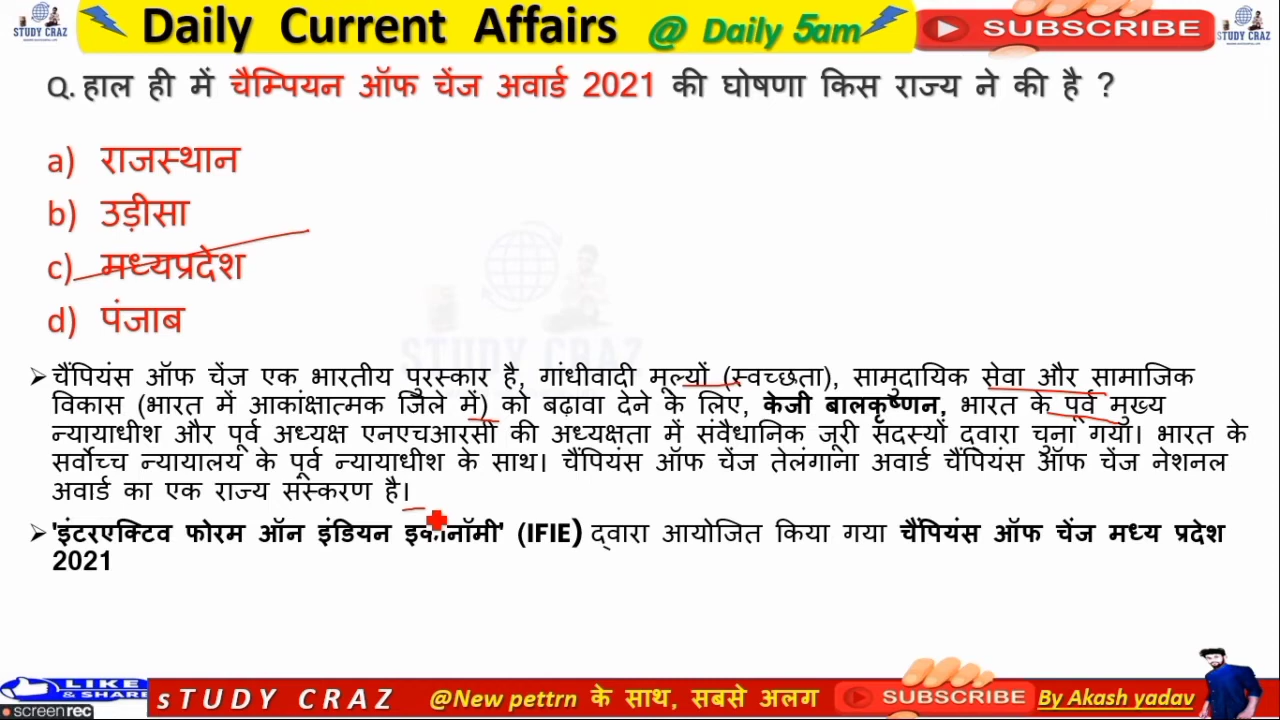 STUDY CRAZ
Daily Current Affairs @ Daily 5am
SUBSCRIBE
STUDY CRAZ
Q. हाल ही में चैम्पियन ऑफ चेंज अवार्ड 2021 की घोषणा किस राज्य ने की है ?
a) राजस्थान
b) उड़ीसा
c) मध्यप्रदेश
d) पंजाब
STUDY CRAZ
➢ चैंपियंस ऑफ चेंज एक भारतीय पुरस्कार है, गांधीवादी मूल्यों (स्वच्छता), सामुदायिक सेवा और सामाजिक
विकास (भारत में आकांक्षात्मक जिले में) को बढ़ावा देने के लिए, केजी बालकृष्णन, भारत के पूर्व मुख्य
न्यायाधीश और पूर्व अध्यक्ष एनएचआरसी की अध्यक्षता में संवैधानिक जूरी सदस्यों द्वारा चुना गया। भारत के
सर्वोच्च न्यायालय के पूर्व न्यायाधीश के साथ। चैंपियंस ऑफ चेंज तेलंगाना अवार्ड चैंपियंस ऑफ चेंज नेशनल
अवार्ड का एक राज्य संस्करण है।
➢ 'इंटरएक्टिव फोरम ऑन इंडियन इकोनॉमी' (IFIE) द्वारा आयोजित किया गया चैंपियंस ऑफ चेंज मध्य प्रदेश
2021
LIKE
& SHARE
screenrec
sTUDY CRAZ @New pettrn के साथ, सबसे अलग SUBSCRIBE By Akash yadav